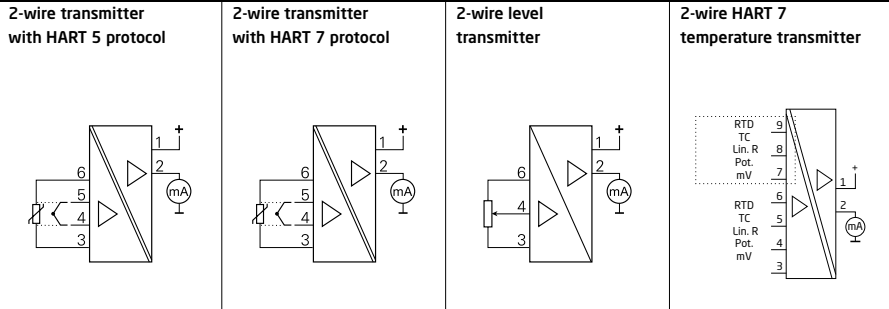 2-wire transmitter
with HART 5 protocol
2-wire transmitter
with HART 7 protocol
2-wire level
transmitter
2-wire HART 7
temperature transmitter
+
1
2
mA
6
5
4
3
+
1
2
mA
6
5
4
3
+
1
2
mA
6
4
3
RTD
TC
Lin. R
Pot.
mV
9
8
7
RTD
TC
Lin. R
Pot.
mV
6
5
4
3
+
1
2
mA